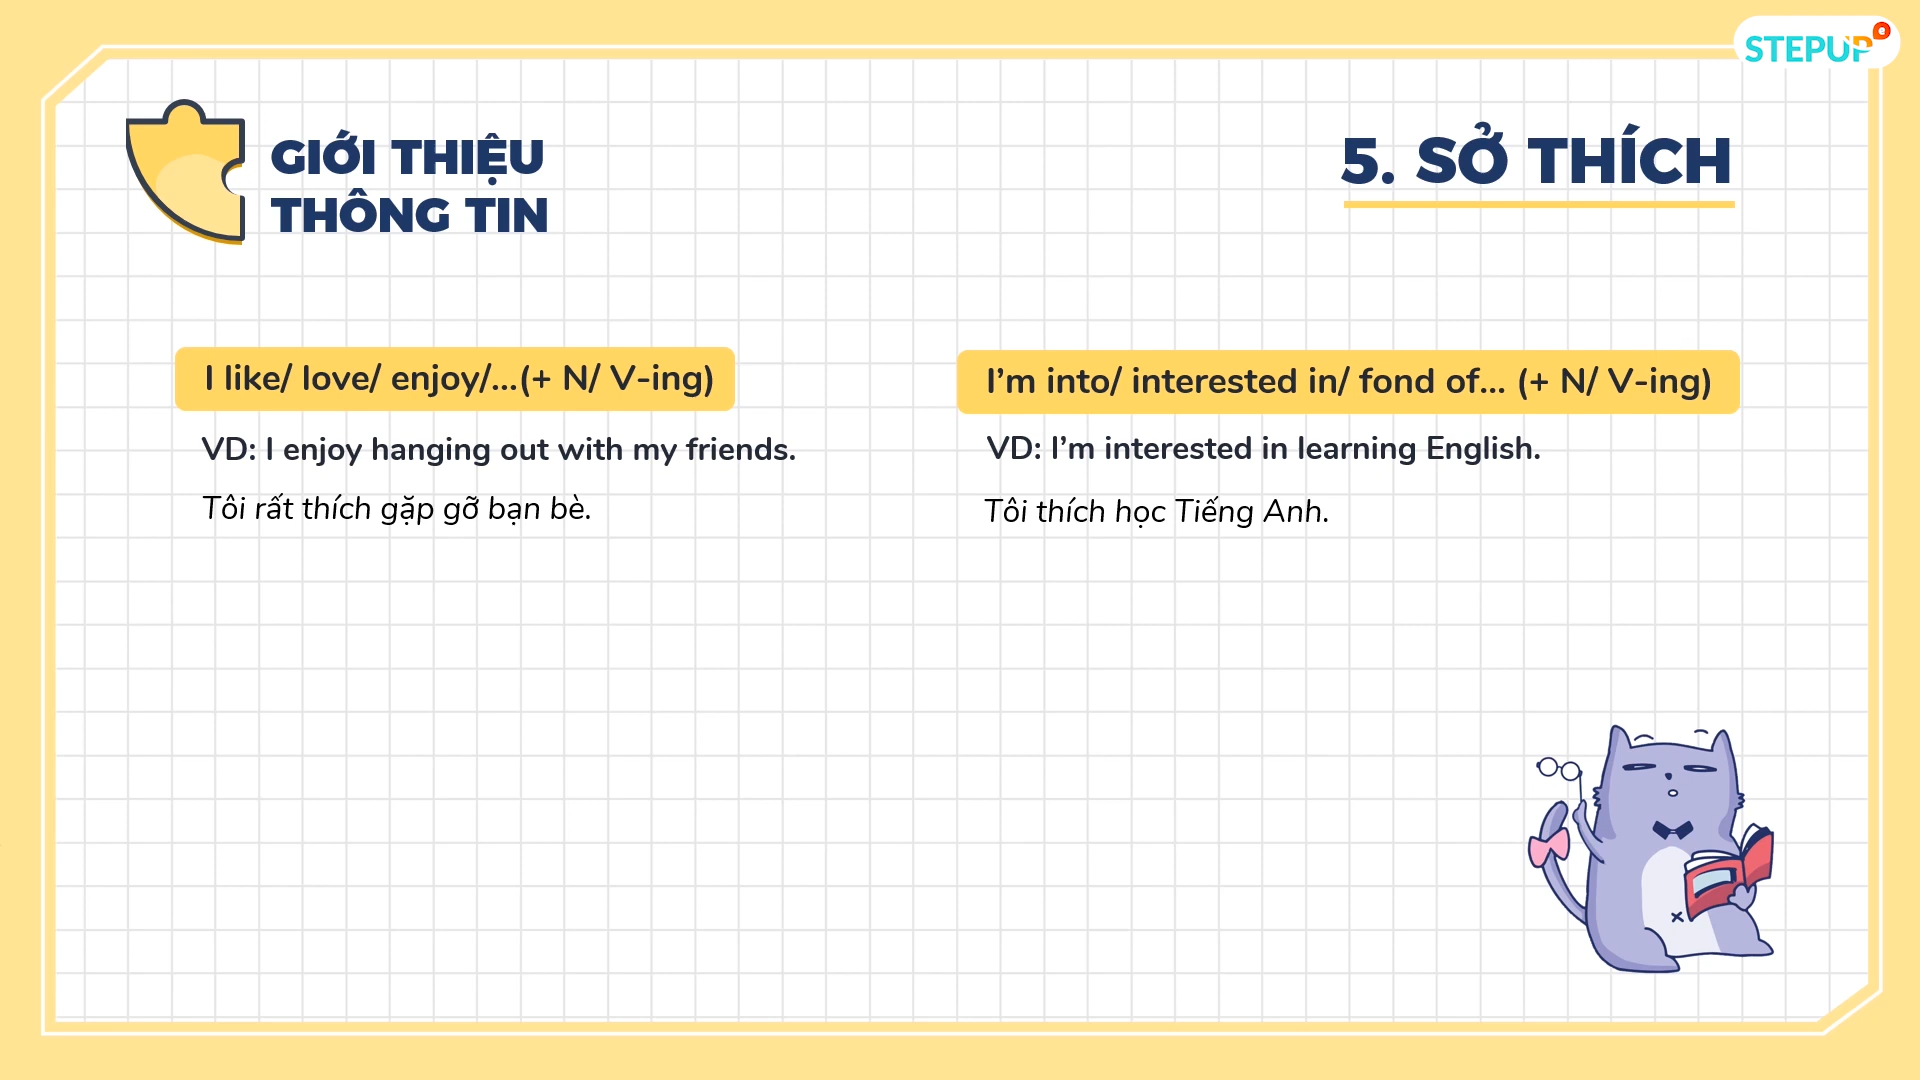 STEPUP
GIỚI THIỆU
THÔNG TIN
5. SỞ THÍCH
I like/ love/ enjoy/...(+ N/ V-ing)
VD: I enjoy hanging out with my friends.
Tôi rất thích gặp gỡ bạn bè.
I’m into/ interested in/ fond of... (+ N/ V-ing)
VD: I’m interested in learning English.
Tôi thích học Tiếng Anh.